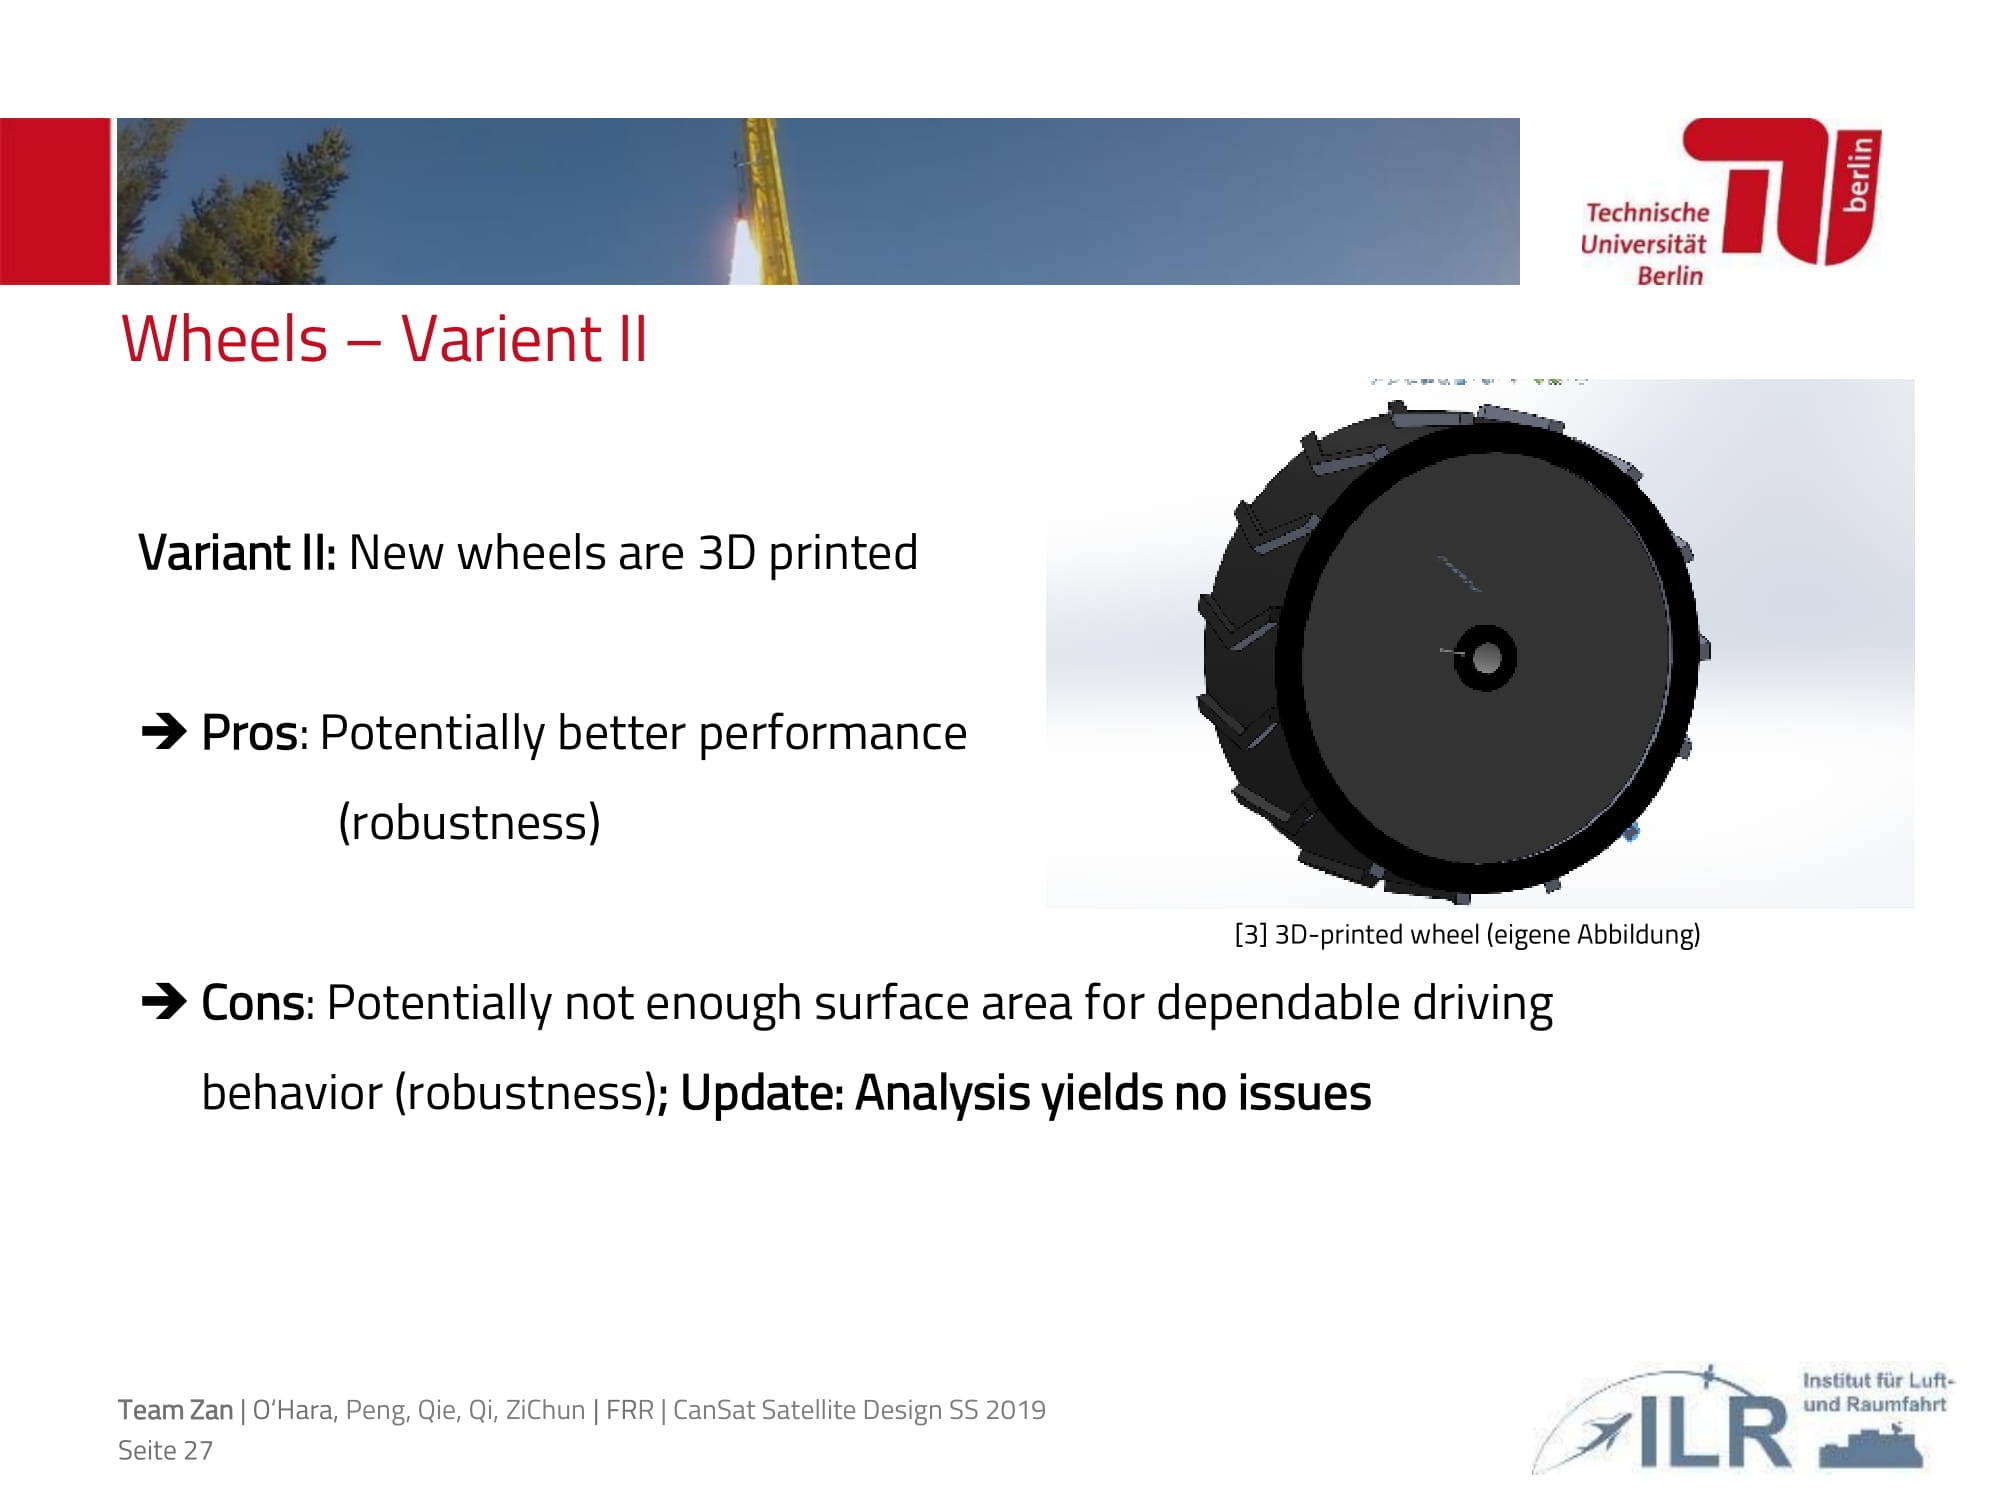 Technische
Universität
Berlin
berlin
Wheels – Varient II
Variant II: New wheels are 3D printed
➔ Pros: Potentially better performance
(robustness)
[3] 3D-printed wheel (eigene Abbildung)
➔ Cons: Potentially not enough surface area for dependable driving
behavior (robustness); Update: Analysis yields no issues
Team Zan | O‘Hara, Peng, Qie, Qi, ZiChun | FRR | CanSat Satellite Design SS 2019
Seite 27
ILR
Institut für Luft-
und Raumfahrt